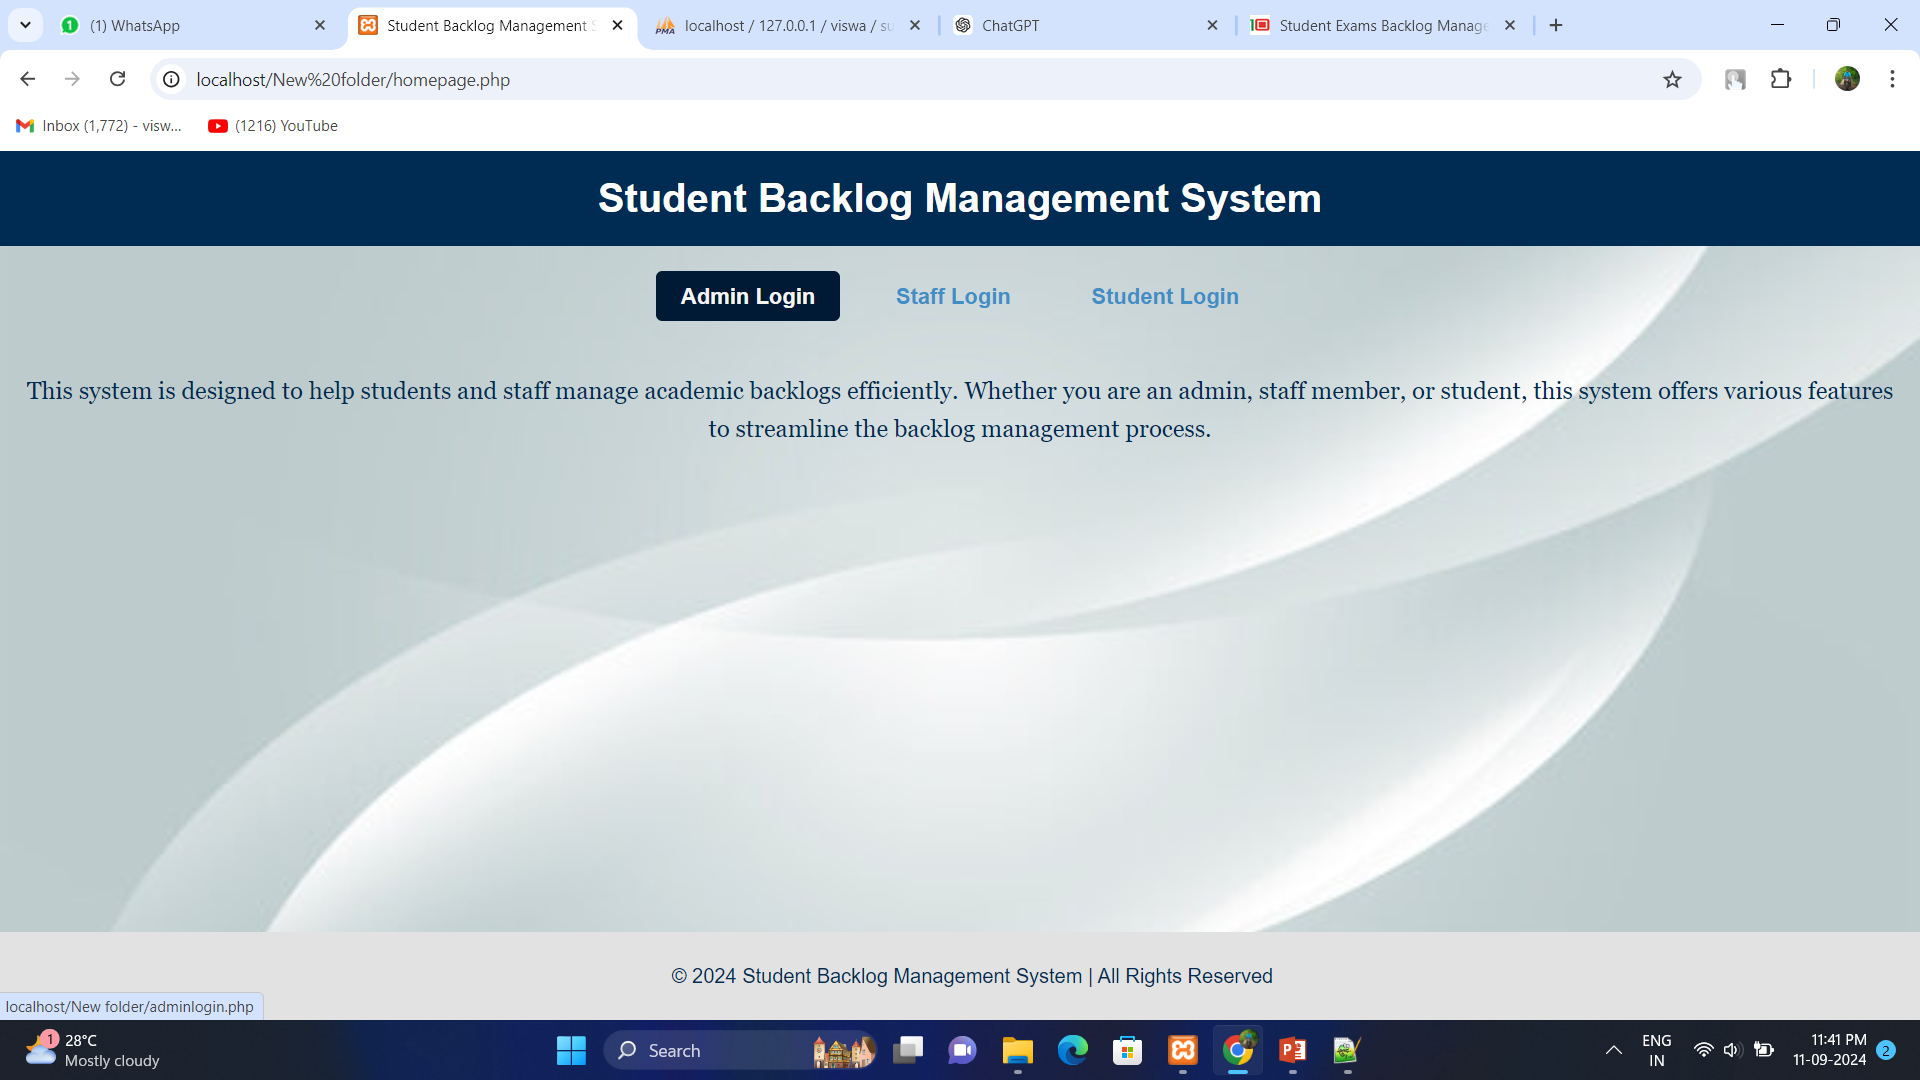 (1) WhatsApp
Student Backlog Management S
localhost / 127.0.0.1 / viswa / su
ChatGPT
Student Exams Backlog Manage
localhost/New%20folder/homepage.php
Inbox (1,772) - visw...
(1216) YouTube
Student Backlog Management System
Admin Login
Staff Login
Student Login
This system is designed to help students and staff manage academic backlogs efficiently. Whether you are an admin, staff member, or student, this system offers various features
to streamline the backlog management process.
© 2024 Student Backlog Management System | All Rights Reserved
localhost/New folder/adminlogin.php
1
28°C
Mostly cloudy
Search
ENG
IN
11:41 PM
11-09-2024
2